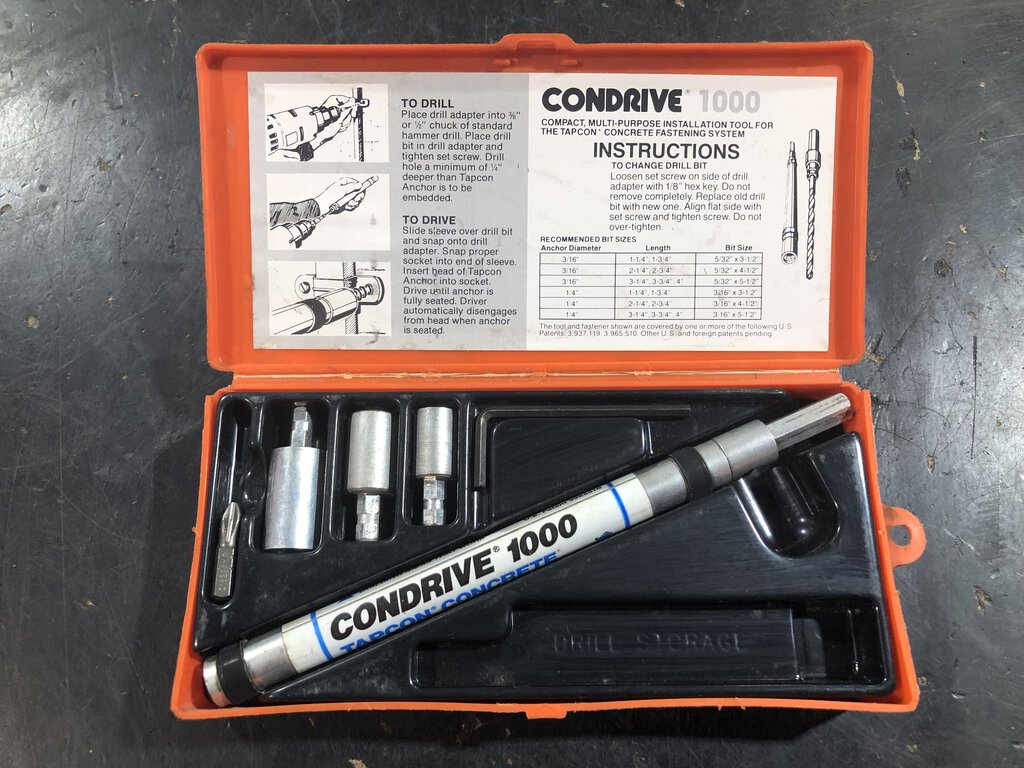 TO DRILL
Place drill adapter into 3/8"
or 1/2" chuck of standard
hammer drill. Place drill
bit in drill adapter and
tighten set screw. Drill
hole a minimum of 1/4"
deeper than Tapcon
Anchor is to be
embedded.
TO DRIVE
Slide sleeve over drill bit
and snap onto drill
adapter. Snap proper
socket into end of sleeve.
Insert head of Tapcon
Anchor into socket.
Drive until anchor is
fully seated. Driver
automatically disengages
from head when anchor
is seated.
CONDRIVE® 1000
COMPACT, MULTI-PURPOSE INSTALLATION TOOL FOR
THE TAPCON® CONCRETE FASTENING SYSTEM
INSTRUCTIONS
TO CHANGE DRILL BIT
Loosen set screw on side of drill
adapter with 1/8" hex key. Do not
remove completely. Replace old drill
bit with new one. Align flat side with
set screw and tighten screw. Do not
over-tighten.
RECOMMENDED BIT SIZES
Anchor Diameter Length Bit Size
3/16" 1-1/4", 1-3/4" 5/32" x 3-1/2"
3/16" 2-1/4", 2-3/4" 5/32" x 4-1/2"
3/16" 3-1/4", 3-3/4", 4" 5/32" x 5-1/2"
1/4" 1-1/4", 1-3/4" 3/16" x 3-1/2"
1/4" 2-1/4", 2-3/4" 3/16" x 4-1/2"
1/4" 3-1/4", 3-3/4", 4" 3/16" x 5-1/2"
The tool and fastener shown are covered by one or more of the following U.S.
Patents: 3,937,119; 3,965,510. Other U.S. and foreign patents pending.
CONDRIVE® 1000
TAPCON® CONCRETE
DRILL STORAGE